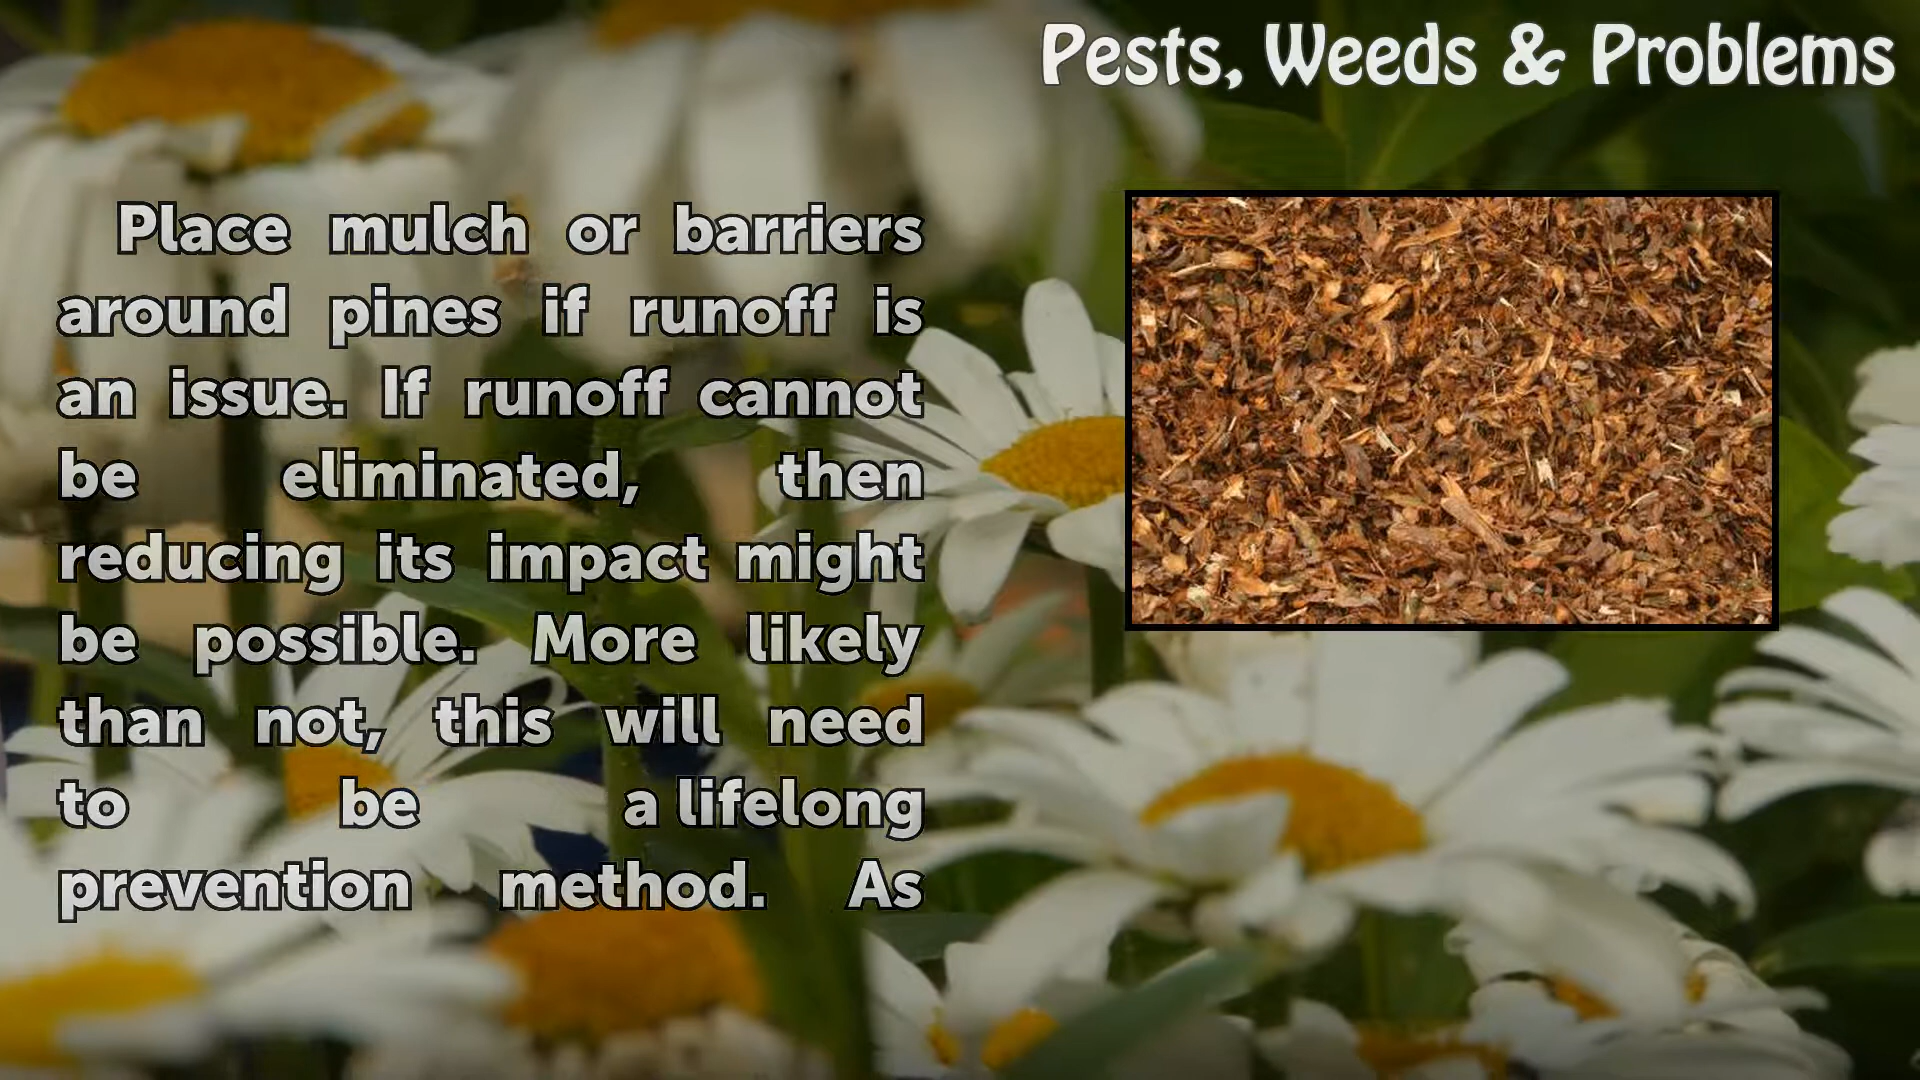 Pests, Weeds & Problems
Place mulch or barriers
around pines if runoff is
an issue. If runoff cannot
be eliminated, then
reducing its impact might
be possible. More likely
than not, this will need
to be a lifelong
prevention method. As